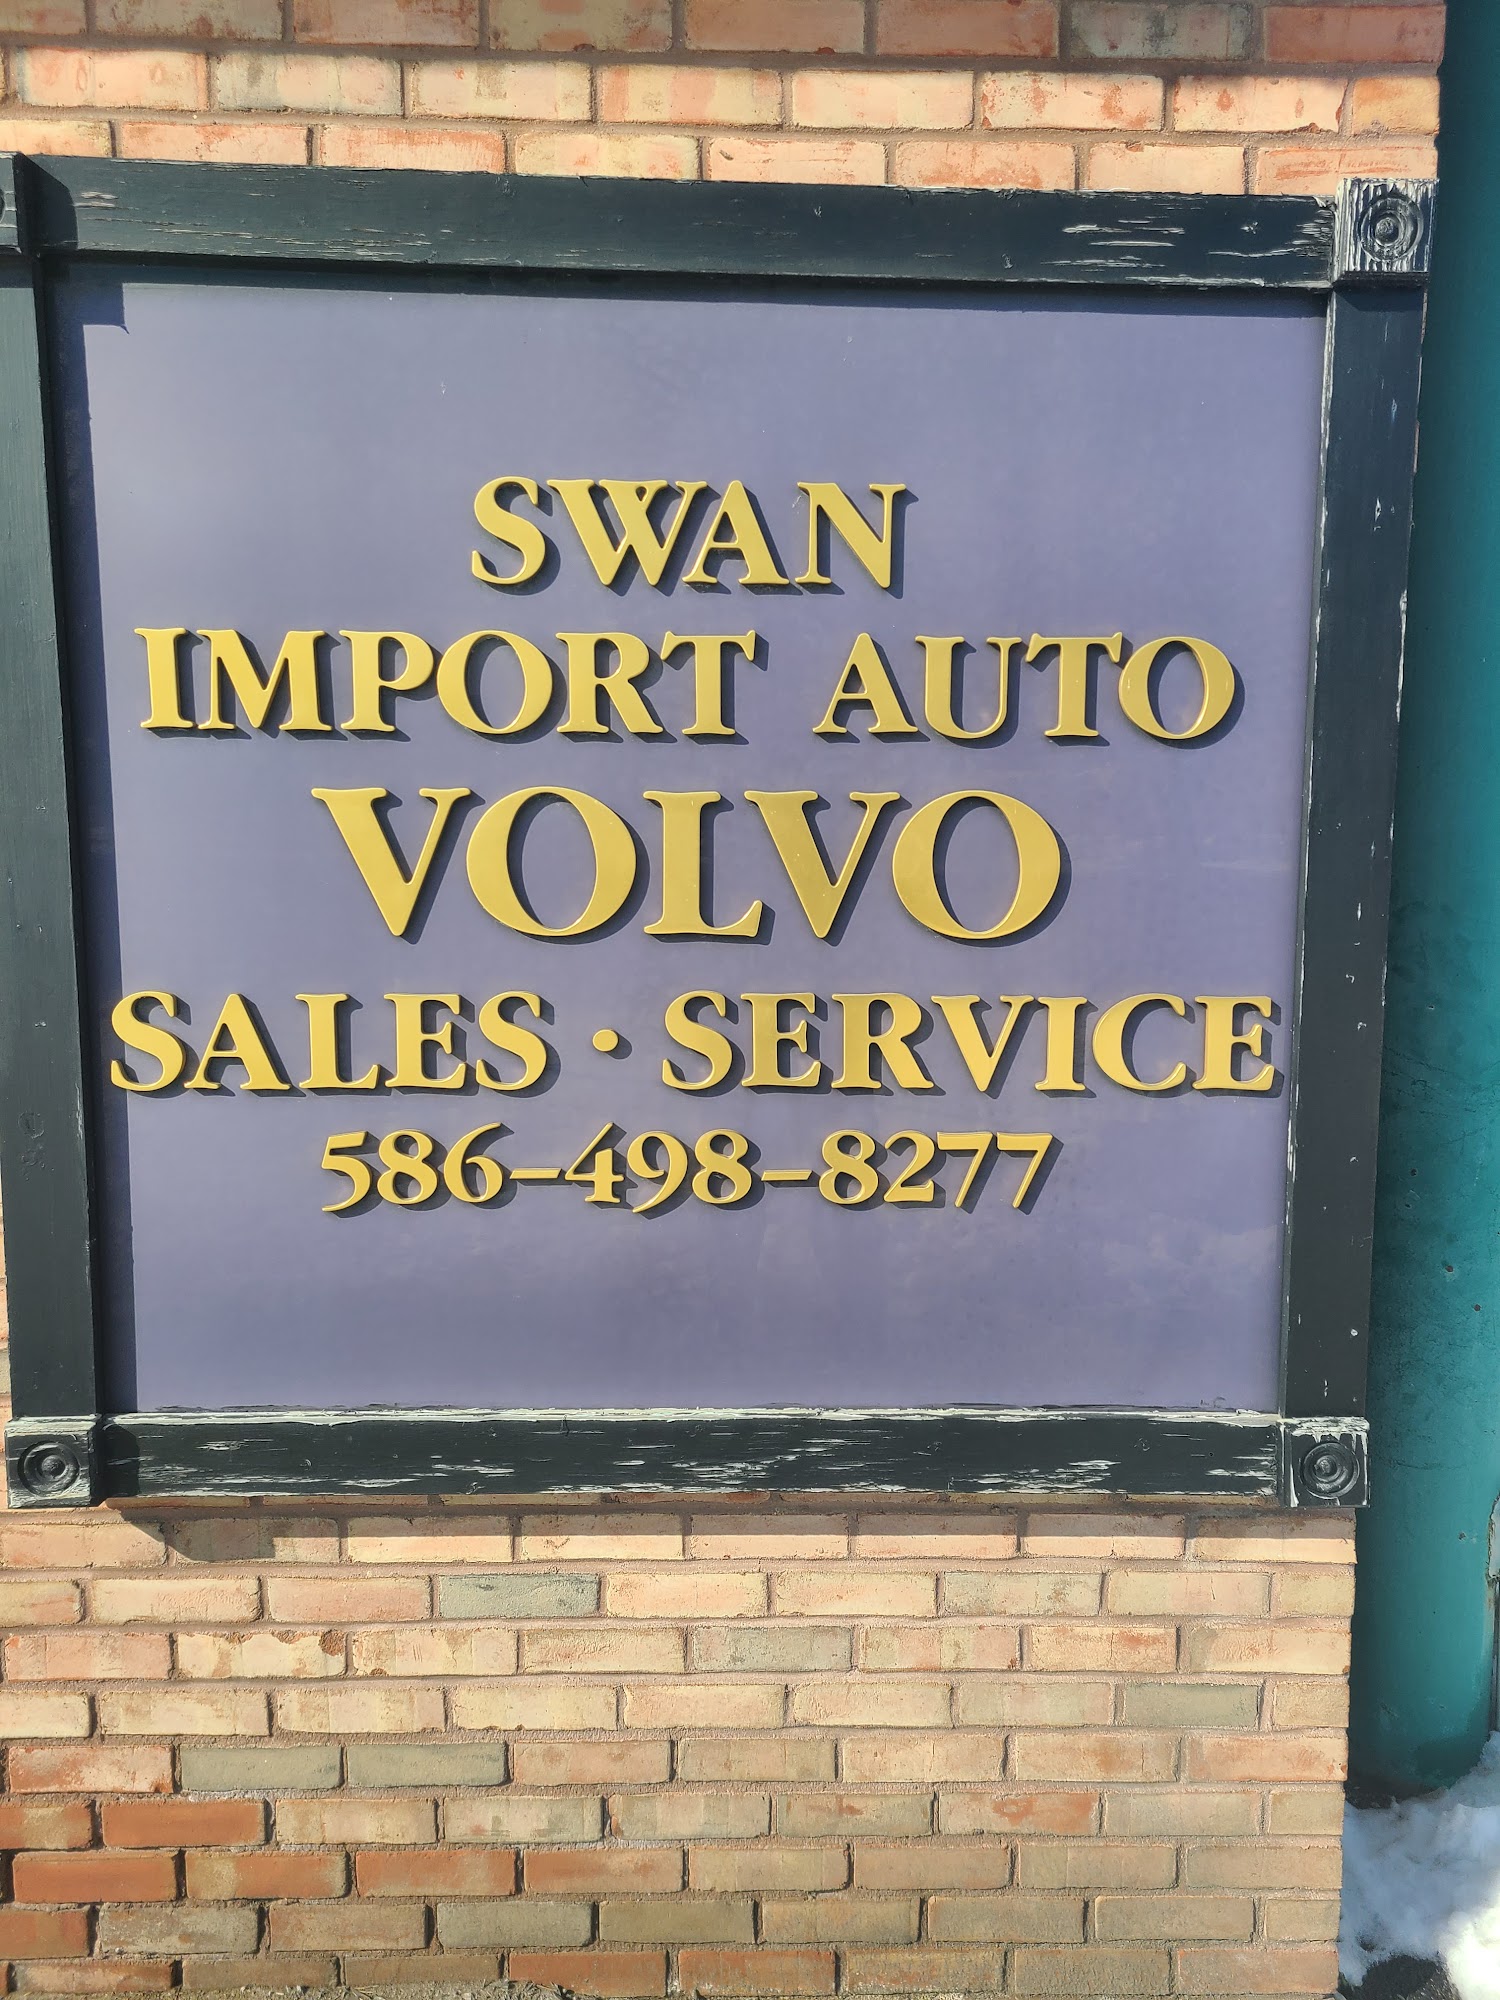 SWAN
IMPORT AUTO
VOLVO
SALES · SERVICE
586-498-8277